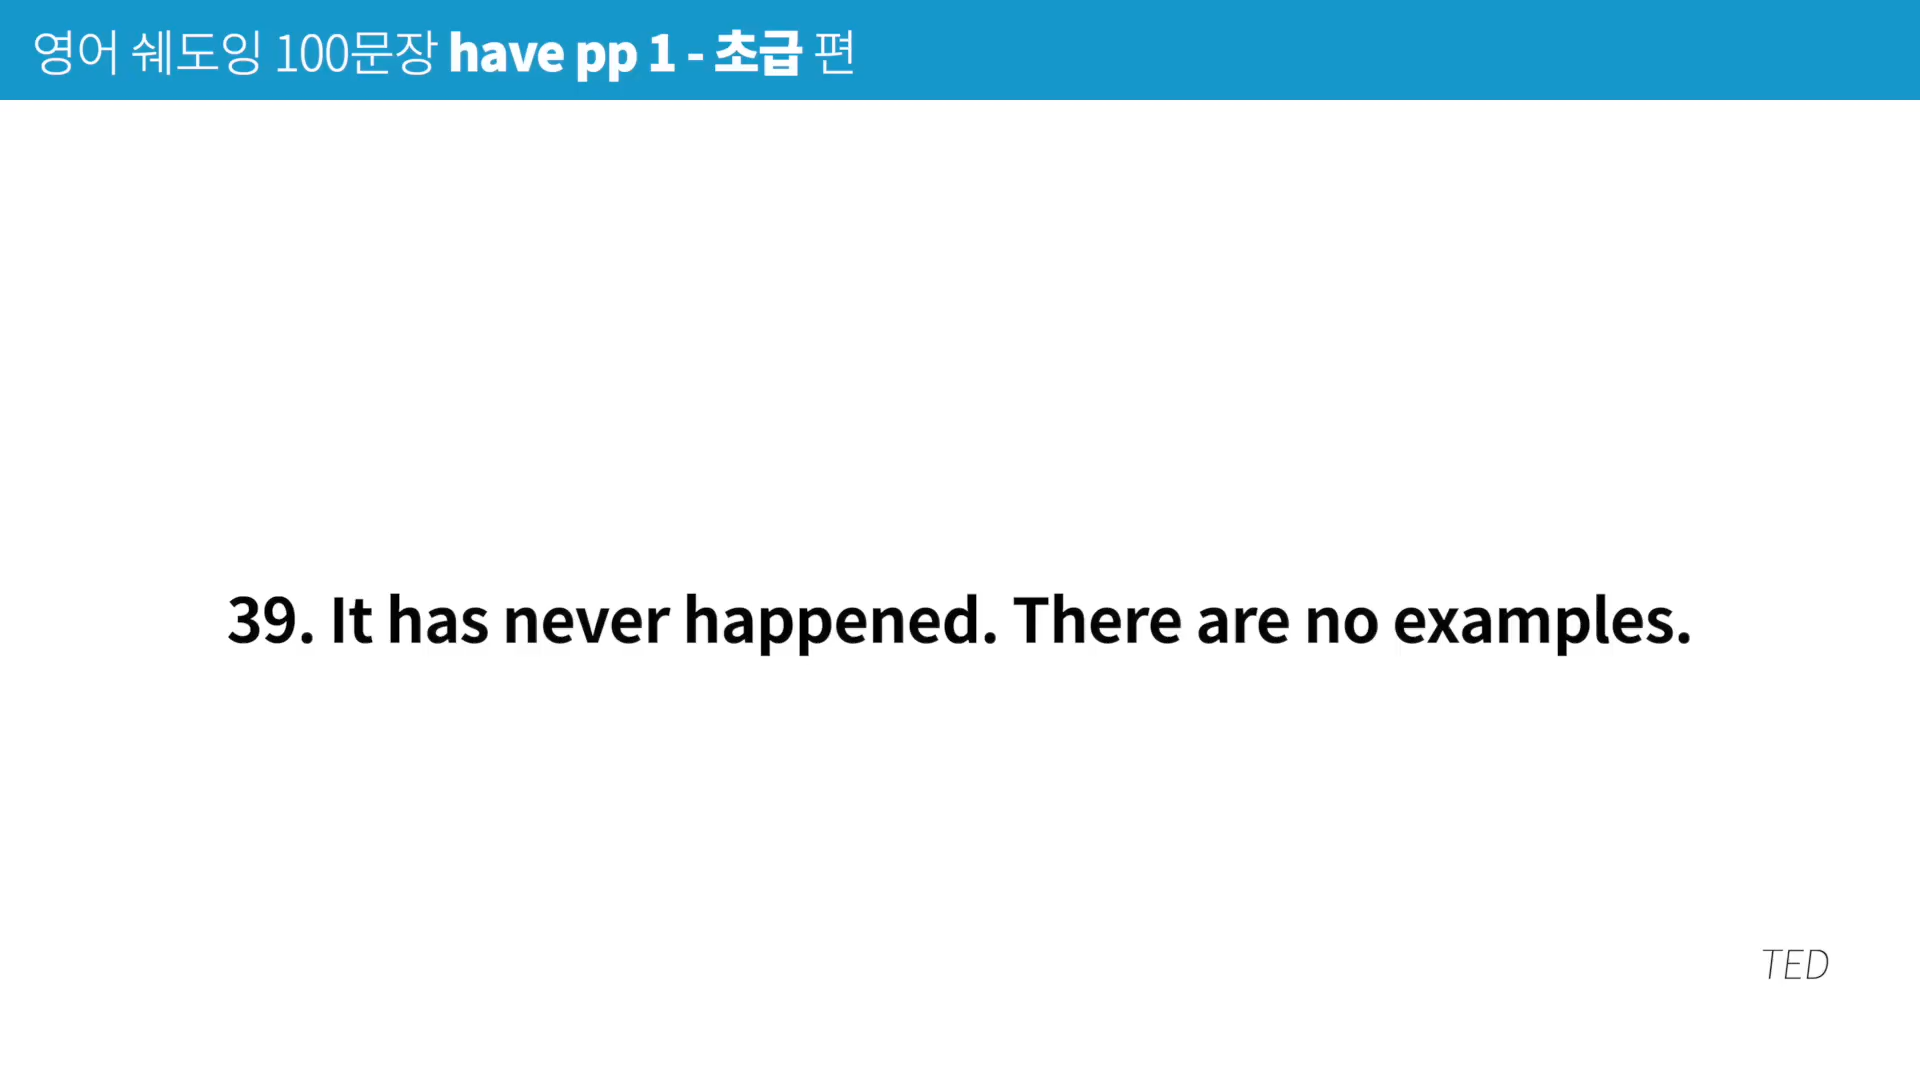 영어 쉐도잉 100문장 have pp 1 - 초급 편
39. It has never happened. There are no examples.
TED